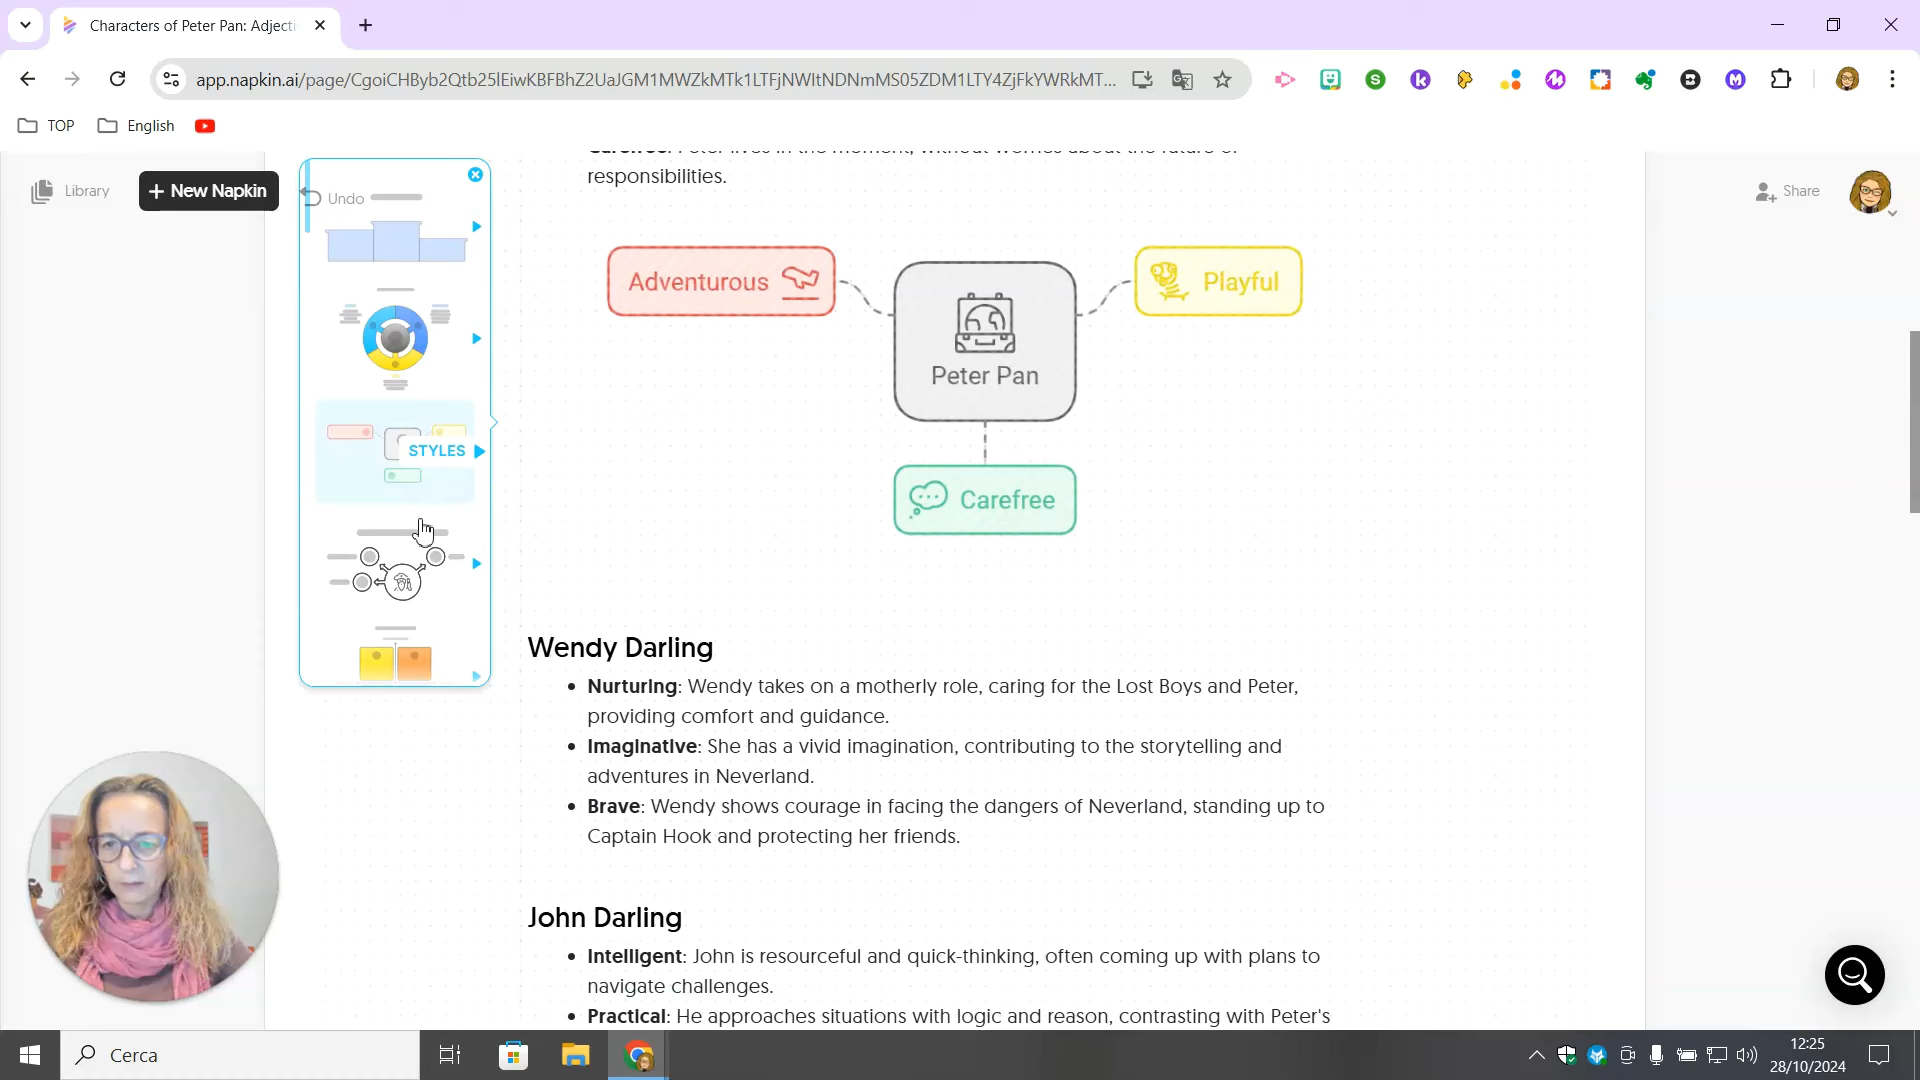 Characters of Peter Pan: Adjecti
app.napkin.ai/page/CgoiCHByb2Qtb25lEiwKBFBhZ2UaJGM1MWZkMTk1LTFjNWItNDNmMS05ZDM1LTY4ZjFkYWRkMT...
TOP
English
Library
+ New Napkin
Undo
Share
responsibilities.
Adventurous
Peter Pan
Playful
Carefree
STYLES
Wendy Darling
• Nurturing: Wendy takes on a motherly role, caring for the Lost Boys and Peter,
providing comfort and guidance.
• Imaginative: She has a vivid imagination, contributing to the storytelling and
adventures in Neverland.
• Brave: Wendy shows courage in facing the dangers of Neverland, standing up to
Captain Hook and protecting her friends.
John Darling
• Intelligent: John is resourceful and quick-thinking, often coming up with plans to
navigate challenges.
• Practical: He approaches situations with logic and reason, contrasting with Peter's
Cerca
12:25
28/10/2024